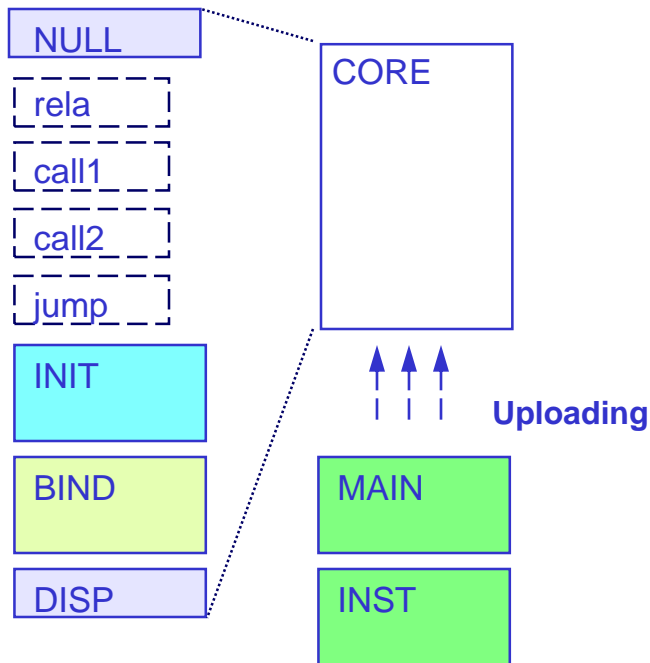 NULL
rela
call1
call2
jump
INIT
BIND
DISP
CORE
Uploading
MAIN
INST